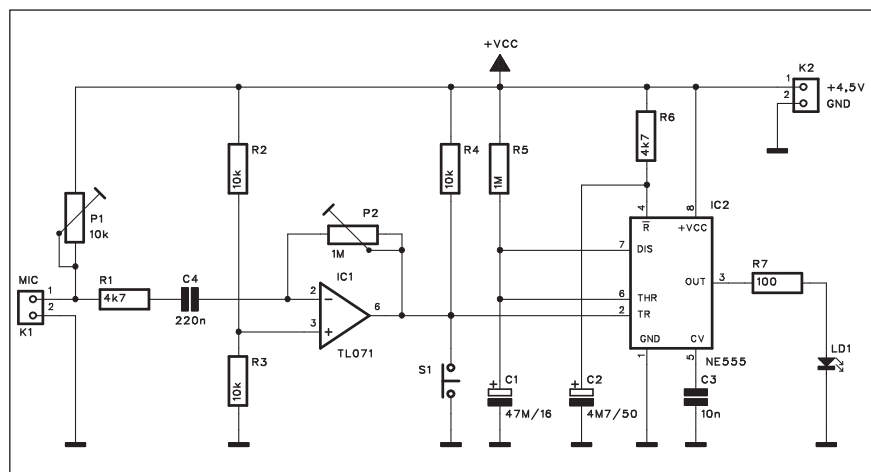 +VCC
K2
1
+4,5V
2
GND
R6
4k7
R2
10k
R4
10k
R5
1M
P1
10k
P2
1M
4
8
IC2
R
+VCC
7
DIS
MIC
1
2
K1
R1
4k7
C4
220n
IC1
2
−
6
3
+
TL071
OUT
3
R7
100
6
THR
2
TR
GND
CV
1
5
NE555
R3
10k
S1
+
C1
47M/16
+
C2
4M7/50
C3
10n
LD1